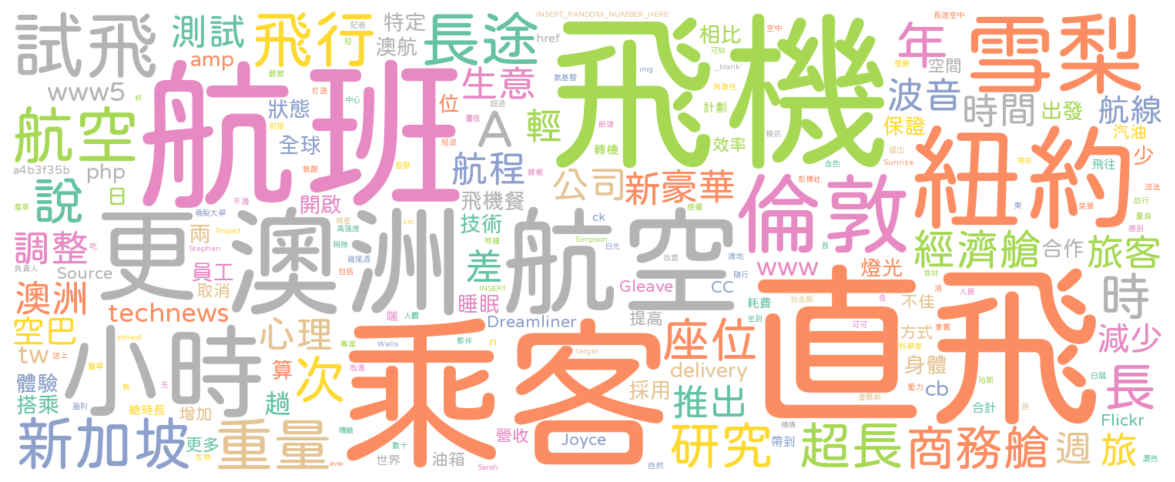 試飛
測試
飛行
特定
澳航
長途
href
INSERT_RANDOM_NUMBER_HERE'
飛機
相比
_blank'
年
空間
雪梨
amp
www5
航班
生意
狀態
位
A
輕
波音
時間
出發
航線
計劃
效率
轉機
保證
汽油
航空
全球
php
a4b3f35b
航程
公司
新豪華
倫敦
紐約
少
飛往
說
日
開啟
飛機餐
技術
ck
更
澳洲
航空
兩
調整
員工
Source
取消
差
Simpson
Stephen
Project
經濟艙
合作
旅客
www
燈光
Gleave
CC
睡眠
INSERT
澳洲
technews
提高
耗費
不佳
時
空巴
tw
小時
心理
Dreamliner
n
座位
直飛
方式
減少
Wells
target
身體
體驗
搭乘
算
次
乘客
delivery
採用
cb
長
總時長
增加
趟
推出
合計
Flickr
新加坡
更多
重量
營收
Joyce
研究
帶到
超長
商務艙
週
旅
世界
油箱
Sarah
自然
Sunrise